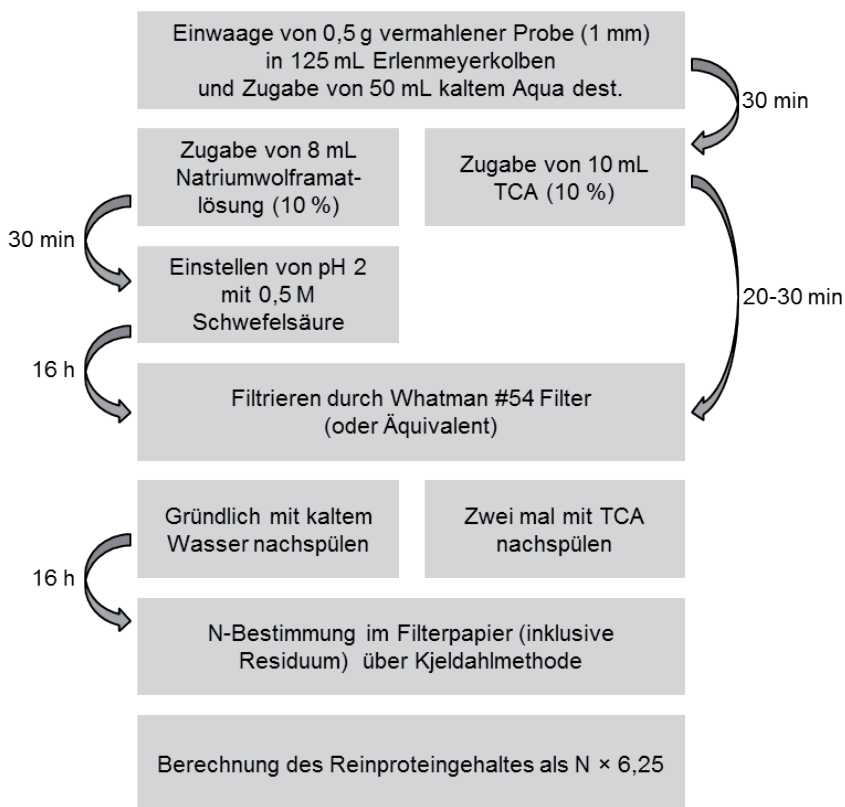 Einwaage von 0,5 g vermahlener Probe (1 mm)
in 125 mL Erlenmeyerkolben
und Zugabe von 50 mL kaltem Aqua dest.
30 min
Zugabe von 8 mL
Natriumwolframat-
lösung (10 %)
Zugabe von 10 mL
TCA (10 %)
30 min
Einstellen von pH 2
mit 0,5 M
Schwefelsäure
20-30 min
16 h
Filtrieren durch Whatman #54 Filter
(oder Äquivalent)
Gründlich mit kaltem
Wasser nachspülen
Zwei mal mit TCA
nachspülen
16 h
N-Bestimmung im Filterpapier (inklusive
Residuum) über Kjeldahlmethode
Berechnung des Reinproteingehaltes als N × 6,25